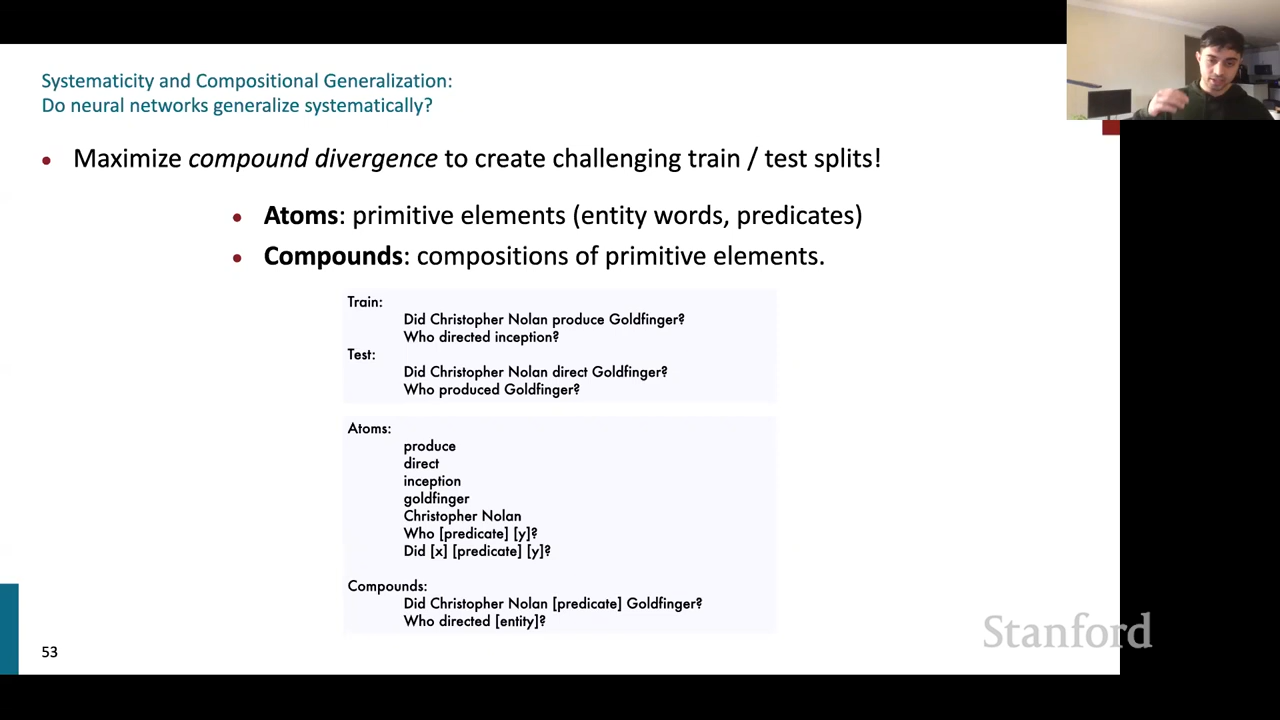 Systematicity and Compositional Generalization:
Do neural networks generalize systematically?
• Maximize compound divergence to create challenging train / test splits!
• Atoms: primitive elements (entity words, predicates)
• Compounds: compositions of primitive elements.
Train:
Did Christopher Nolan produce Goldfinger?
Who directed inception?
Test:
Did Christopher Nolan direct Goldfinger?
Who produced Goldfinger?
Atoms:
produce
direct
inception
goldfinger
Christopher Nolan
Who [predicate] [y]?
Did [x] [predicate] [y]?
Compounds:
Did Christopher Nolan [predicate] Goldfinger?
Who directed [entity]?
Stanford
53